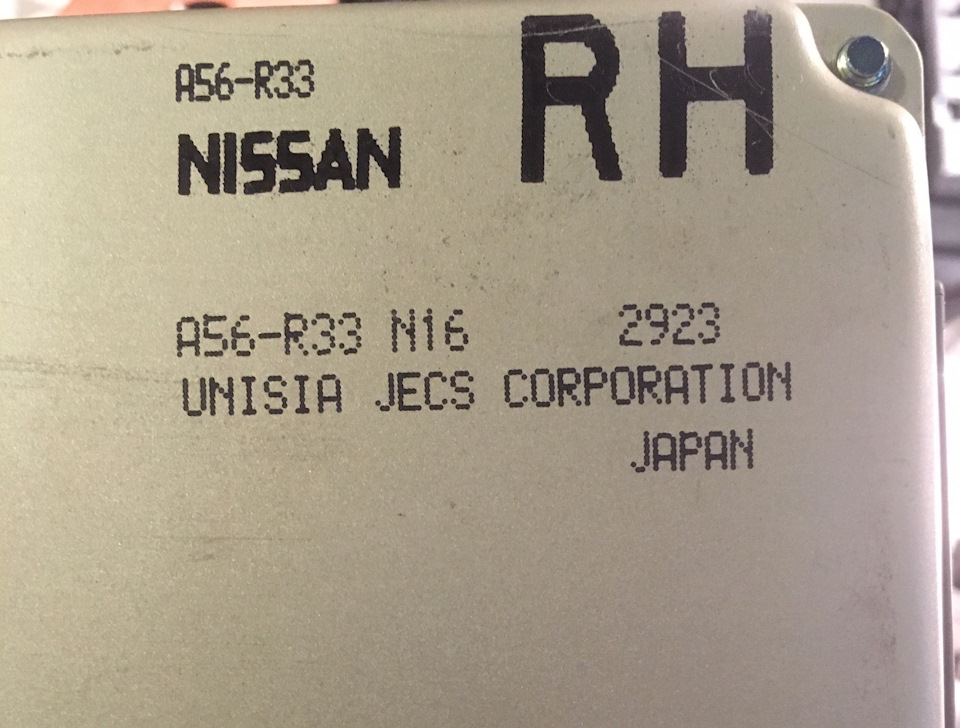 A56-R33
RH
NISSAN
A56-R33 N16 2923
UNISIA JECS CORPORATION
JAPAN